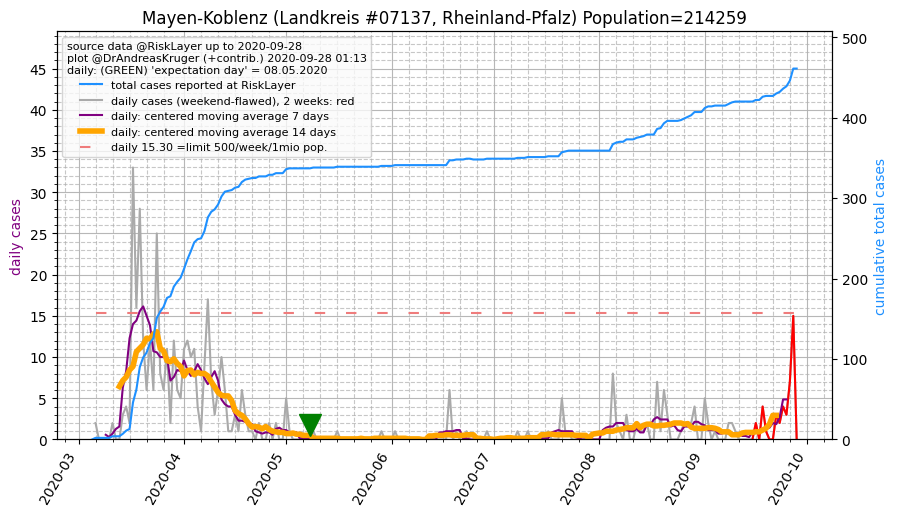 Mayen-Koblenz (Landkreis #07137, Rheinland-Pfalz) Population=214259
source data @RiskLayer up to 2020-09-28
plot @DrAndreasKruger (+contrib.) 2020-09-28 01:13
daily: (GREEN) 'expectation day' = 08.05.2020
total cases reported at RiskLayer
daily cases (weekend-flawed), 2 weeks: red
daily: centered moving average 7 days
daily: centered moving average 14 days
daily 15.30 =limit 500/week/1mio pop.
daily cases
45
40
35
30
25
20
15
10
5
0
cumulative total cases
500
400
300
200
100
0
2020-03
2020-04
2020-05
2020-06
2020-07
2020-08
2020-09
2020-10